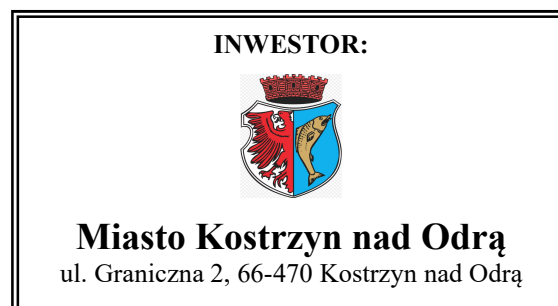 INWESTOR:
Miasto Kostrzyn nad Odrą
ul. Graniczna 2, 66-470 Kostrzyn nad Odrą